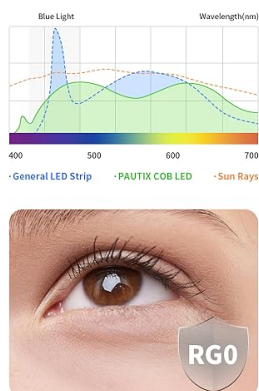 Blue Light
Wavelength(nm)
400 500 600 700
·General LED Strip ·PAUTIX COB LED ·Sun Rays
RG0